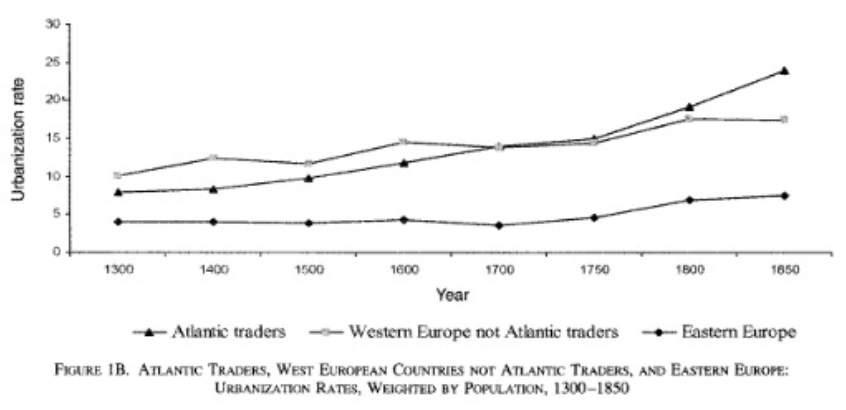 30
25
20
15
10
5
0
Urbanization rate
1300 1400 1500 1600 1700 1750 1800 1850
Year
Atlantic traders Western Europe not Atlantic traders Eastern Europe
FIGURE 1B. ATLANTIC TRADERS, WEST EUROPEAN COUNTRIES NOT ATLANTIC TRADERS, AND EASTERN EUROPE:
URBANIZATION RATES, WEIGHTED BY POPULATION, 1300–1850